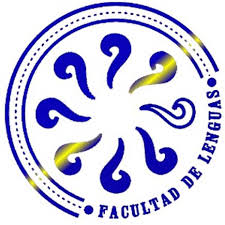 • FACULTAD DE LENGUAS •